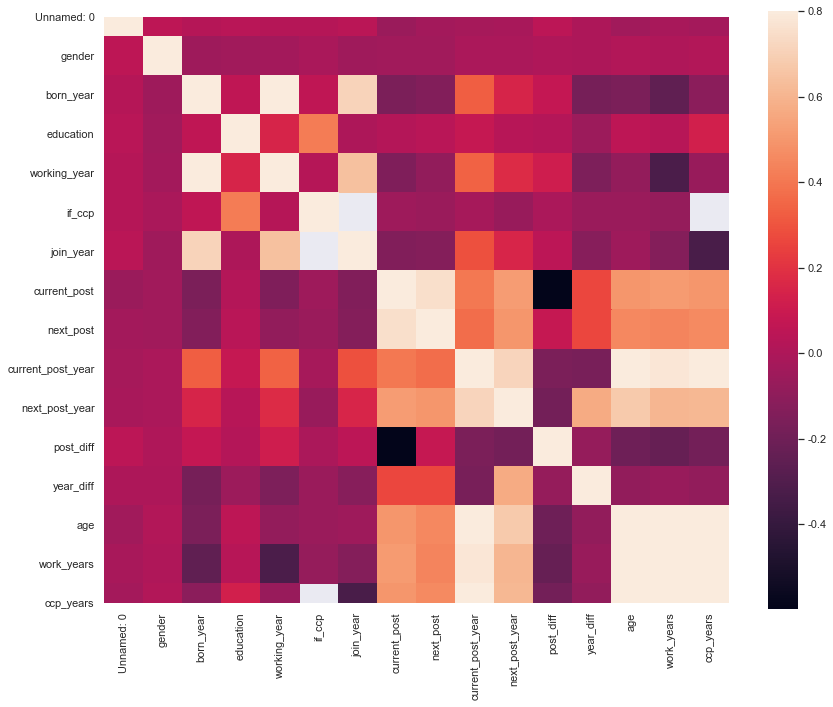 Unnamed: 0
gender
born_year
education
working_year
if_ccp
join_year
current_post
next_post
current_post_year
next_post_year
post_diff
year_diff
age
work_years
ccp_years
Unnamed: 0
gender
born_year
education
working_year
if_ccp
join_year
current_post
next_post
current_post_year
next_post_year
post_diff
year_diff
age
work_years
ccp_years
0.8
0.6
0.4
0.2
0.0
-0.2
-0.4